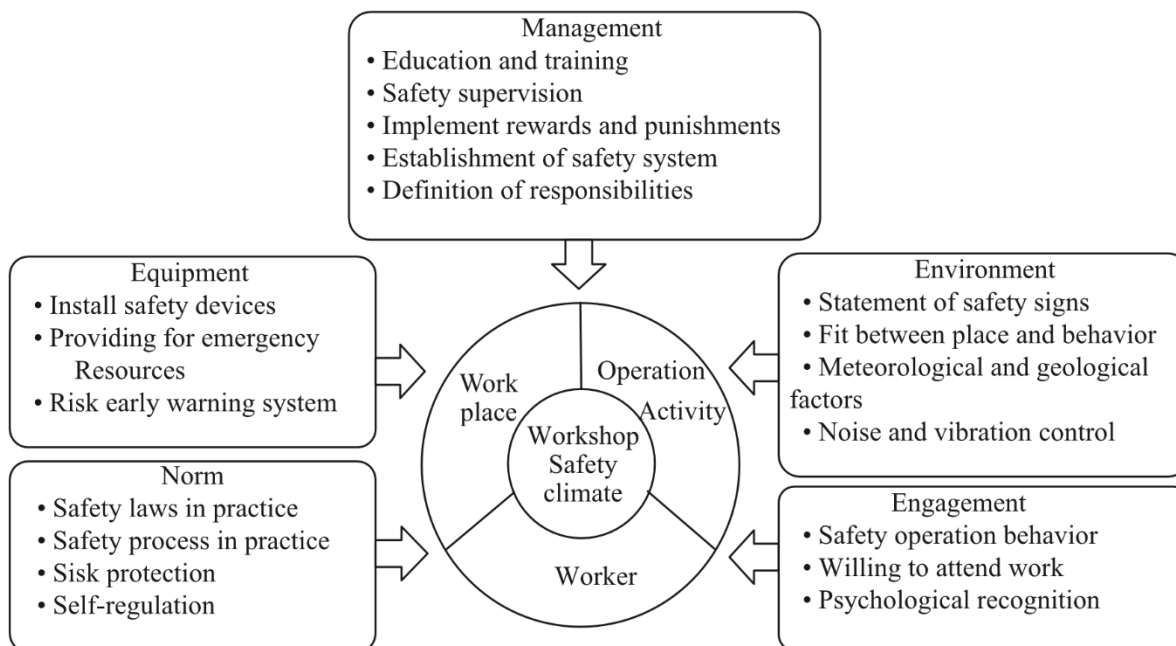 Management
• Education and training
• Safety supervision
• Implement rewards and punishments
• Establishment of safety system
• Definition of responsibilities
Equipment
• Install safety devices
• Providing for emergency
Resources
• Risk early warning system
Environment
• Statement of safety signs
• Fit between place and behavior
• Meteorological and geological
factors
• Noise and vibration control
Work
place
Operation
Activity
Workshop
Safety
climate
Worker
Norm
• Safety laws in practice
• Safety process in practice
• Sisk protection
• Self-regulation
Engagement
• Safety operation behavior
• Willing to attend work
• Psychological recognition